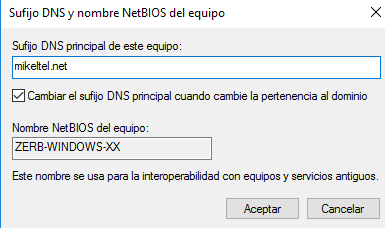 Sufijo DNS y nombre NetBIOS del equipo
Sufijo DNS principal de este equipo:
mikeltel.net
Cambiar el sufijo DNS principal cuando cambie la pertenencia al dominio
Nombre NetBIOS del equipo:
ZERB-WINDOWS-XX
Este nombre se usa para la interoperabilidad con equipos y servicios antiguos.
Aceptar Cancelar